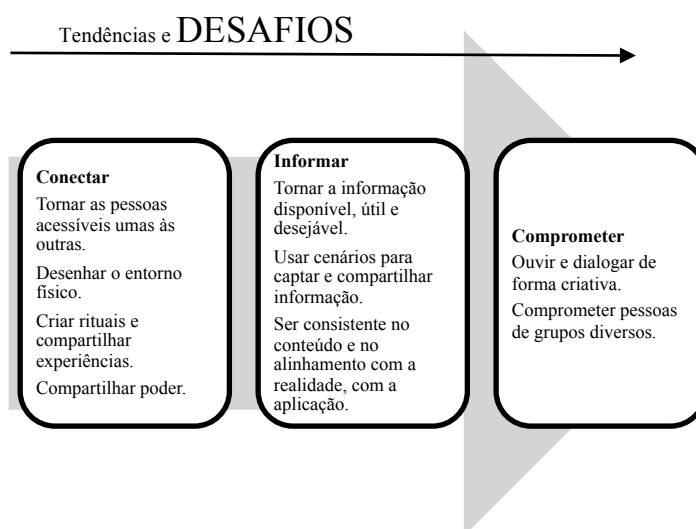 Tendências e DESAFIOS
Conectar
Tornar as pessoas
acessíveis umas às
outras.
Desenhar o entorno
físico.
Criar rituais e
compartilhar
experiências.
Compartilhar poder.
Informar
Tornar a informação
disponível, útil e
desejável.
Usar cenários para
captar e compartilhar
informação.
Ser consistente no
conteúdo e no
alinhamento com a
realidade, com a
aplicação.
Comprometer
Ouvir e dialogar de
forma criativa.
Comprometer pessoas
de grupos diversos.